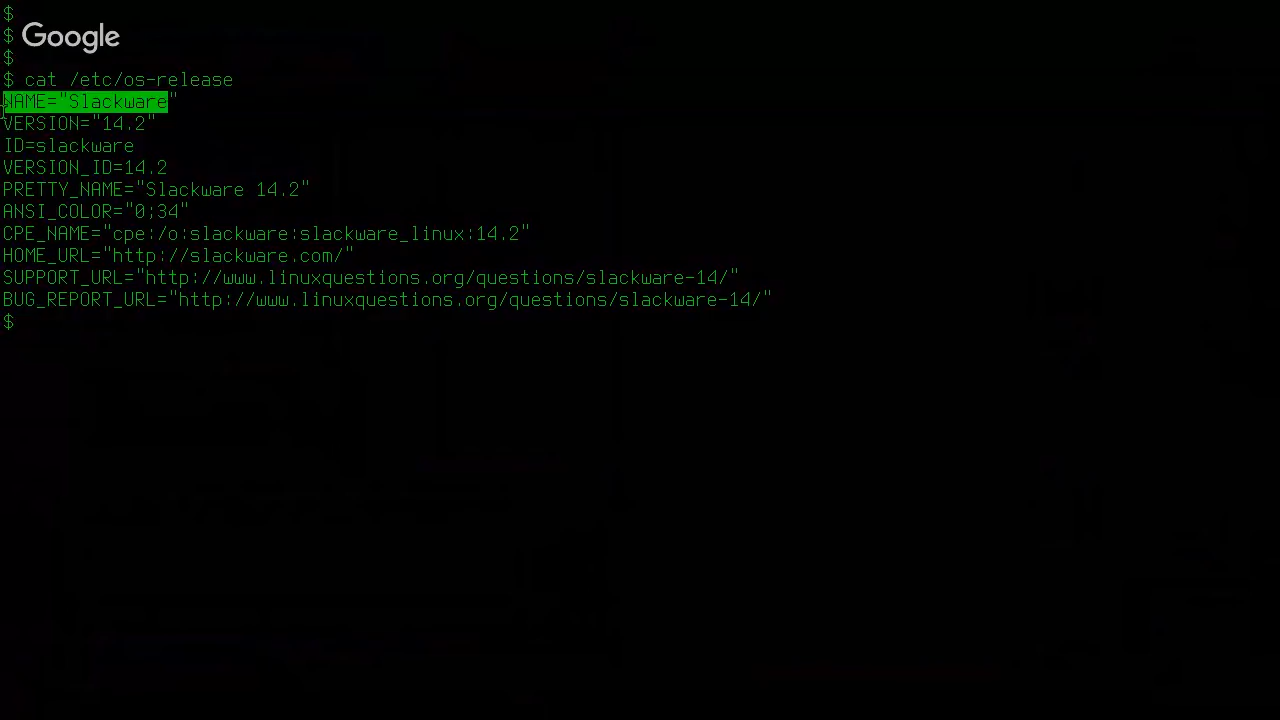 $
$ Google
$
$ cat /etc/os-release
NAME="Slackware"
VERSION="14.2"
ID=slackware
VERSION_ID=14.2
PRETTY_NAME="Slackware 14.2"
ANSI_COLOR="0;34"
CPE_NAME="cpe:/o:slackware:slackware_linux:14.2"
HOME_URL="http://slackware.com/"
SUPPORT_URL="http://www.linuxquestions.org/questions/slackware-14/"
BUG_REPORT_URL="http://www.linuxquestions.org/questions/slackware-14/"
$